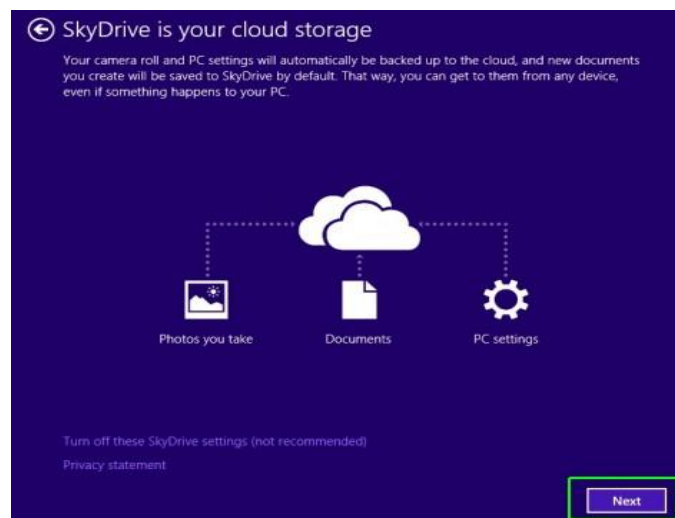 SkyDrive is your cloud storage
Your camera roll and PC settings will automatically be backed up to the cloud, and new documents
you create will be saved to SkyDrive by default. That way, you can get to them from any device,
even if something happens to your PC.
Photos you take
Documents
PC settings
Turn off these SkyDrive settings (not recommended)
Privacy statement
Next